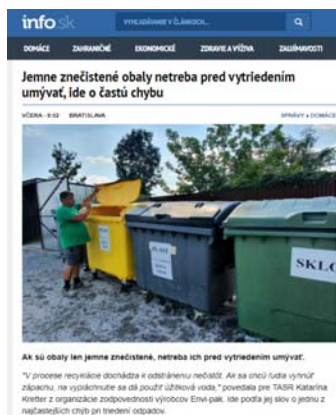 info.sk
VYHĽADÁVANIE V ČLÁNKOCH...
DOMÁCE ZAHRANIČNÉ EKONOMICKÉ ZDRAVIE A VÝŽIVA ZAUJÍMAVOSTI
Jemne znečistené obaly netreba pred vytriedením
umývať, ide o častú chybu
VČERA - 9:02 BRATISLAVA SPRÁVY » DOMÁCE
SKLO
Ak sú obaly len jemne znečistené, netreba ich pred vytriedením umývať.
"V procese recyklácie dochádza k odstráneniu nečistôt. Ak sa chcú ľudia vyhnúť
zápachu, na vypláchnutie sa dá použiť úžitková voda," povedala pre TASR Katarína
Kretter z organizácie zodpovednosti výrobcov Envi-pak. Ide podľa jej slov o jednu z
najčastejších chýb pri triedení odpadov.